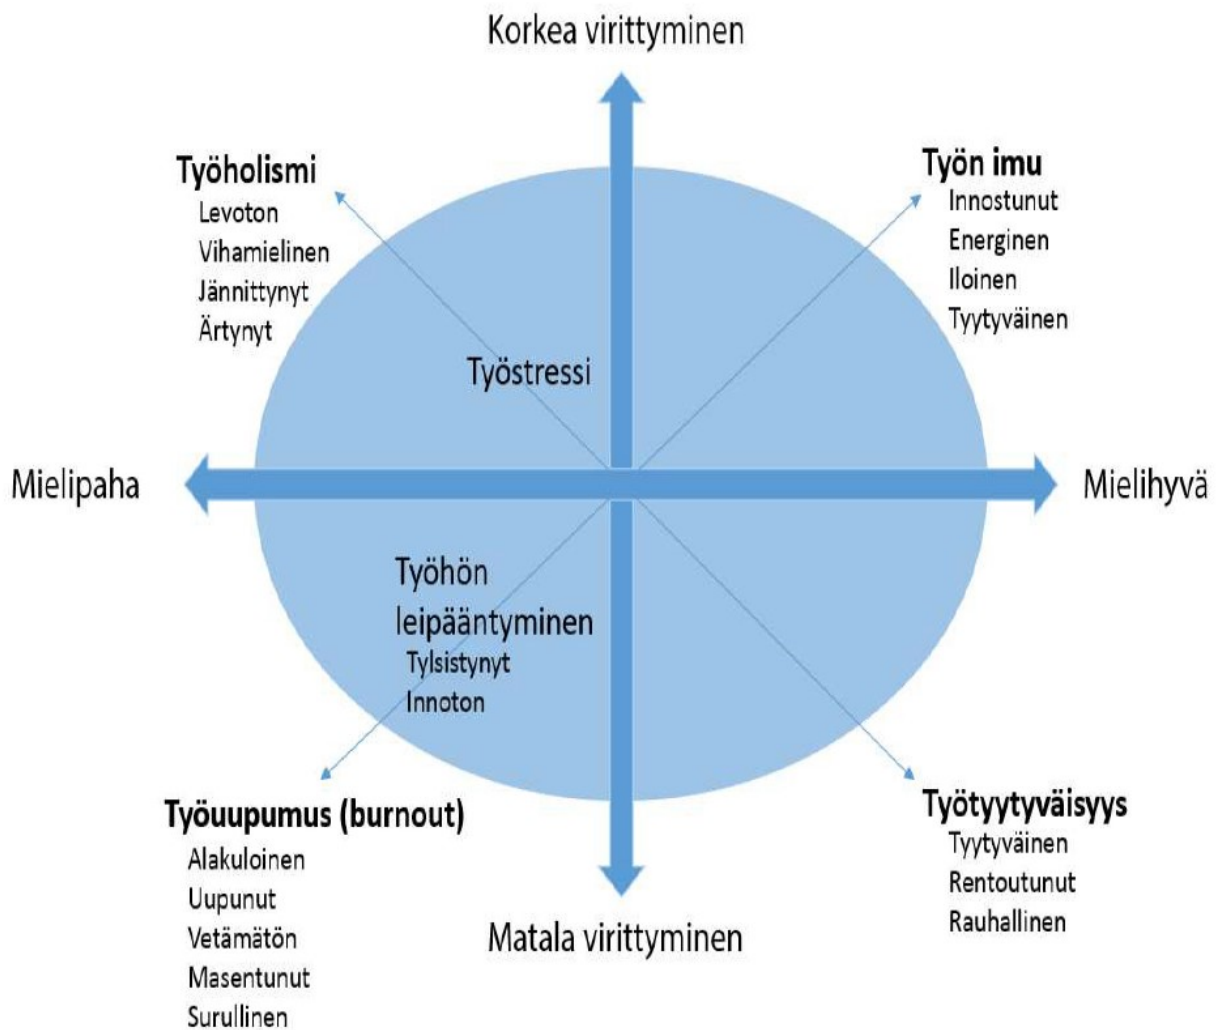 Korkea virittyminen
Työholismi
Levoton
Vihamielinen
Jännittynyt
Ärtynyt
Työn imu
Innostunut
Energinen
Iloinen
Tyytyväinen
Työstressi
Mielipaha
Mielihyvä
Työhön
leipääntyminen
Tylsistynyt
Innoton
Työuupumus (burnout)
Alakuloinen
Uupunut
Vetämätön
Masentunut
Surullinen
Työtyytyväisyys
Tyytyväinen
Rentoutunut
Rauhallinen
Matala virittyminen